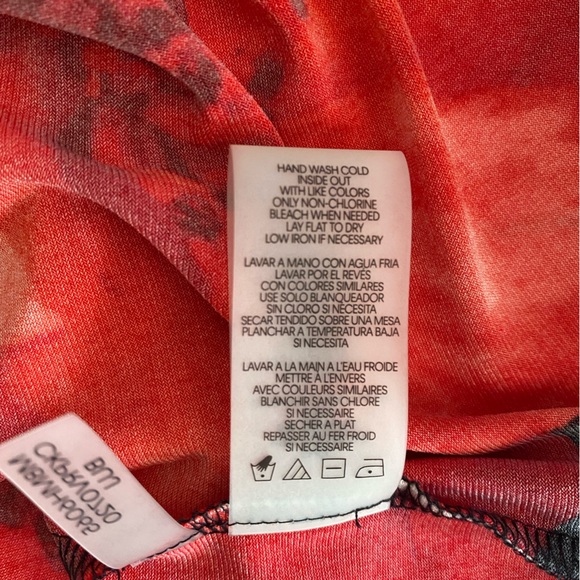 HAND WASH COLD
INSIDE OUT
WITH LIKE COLORS
ONLY NON-CHLORINE
BLEACH WHEN NEEDED
LAY FLAT TO DRY
LOW IRON IF NECESSARY
LAVAR A MANO CON AGUA FRIA
LAVAR POR EL REVÉS
CON COLORES SIMILARES
USE SOLO BLANQUEADOR
SIN CLORO SI NECESITA
SECAR TENDIDO SOBRE UNA MESA
PLANCHAR A TEMPERATURA BAJA
SI NECESITA
LAVER A LA MAIN A L'EAU FROIDE
METTRE À L'ENVERS
AVEC COULEURS SIMILAIRES
BLANCHIR SANS CHLORE
SI NECESSAIRE
SECHER A PLAT
REPASSER AU FER FROID
SI NECESSAIRE